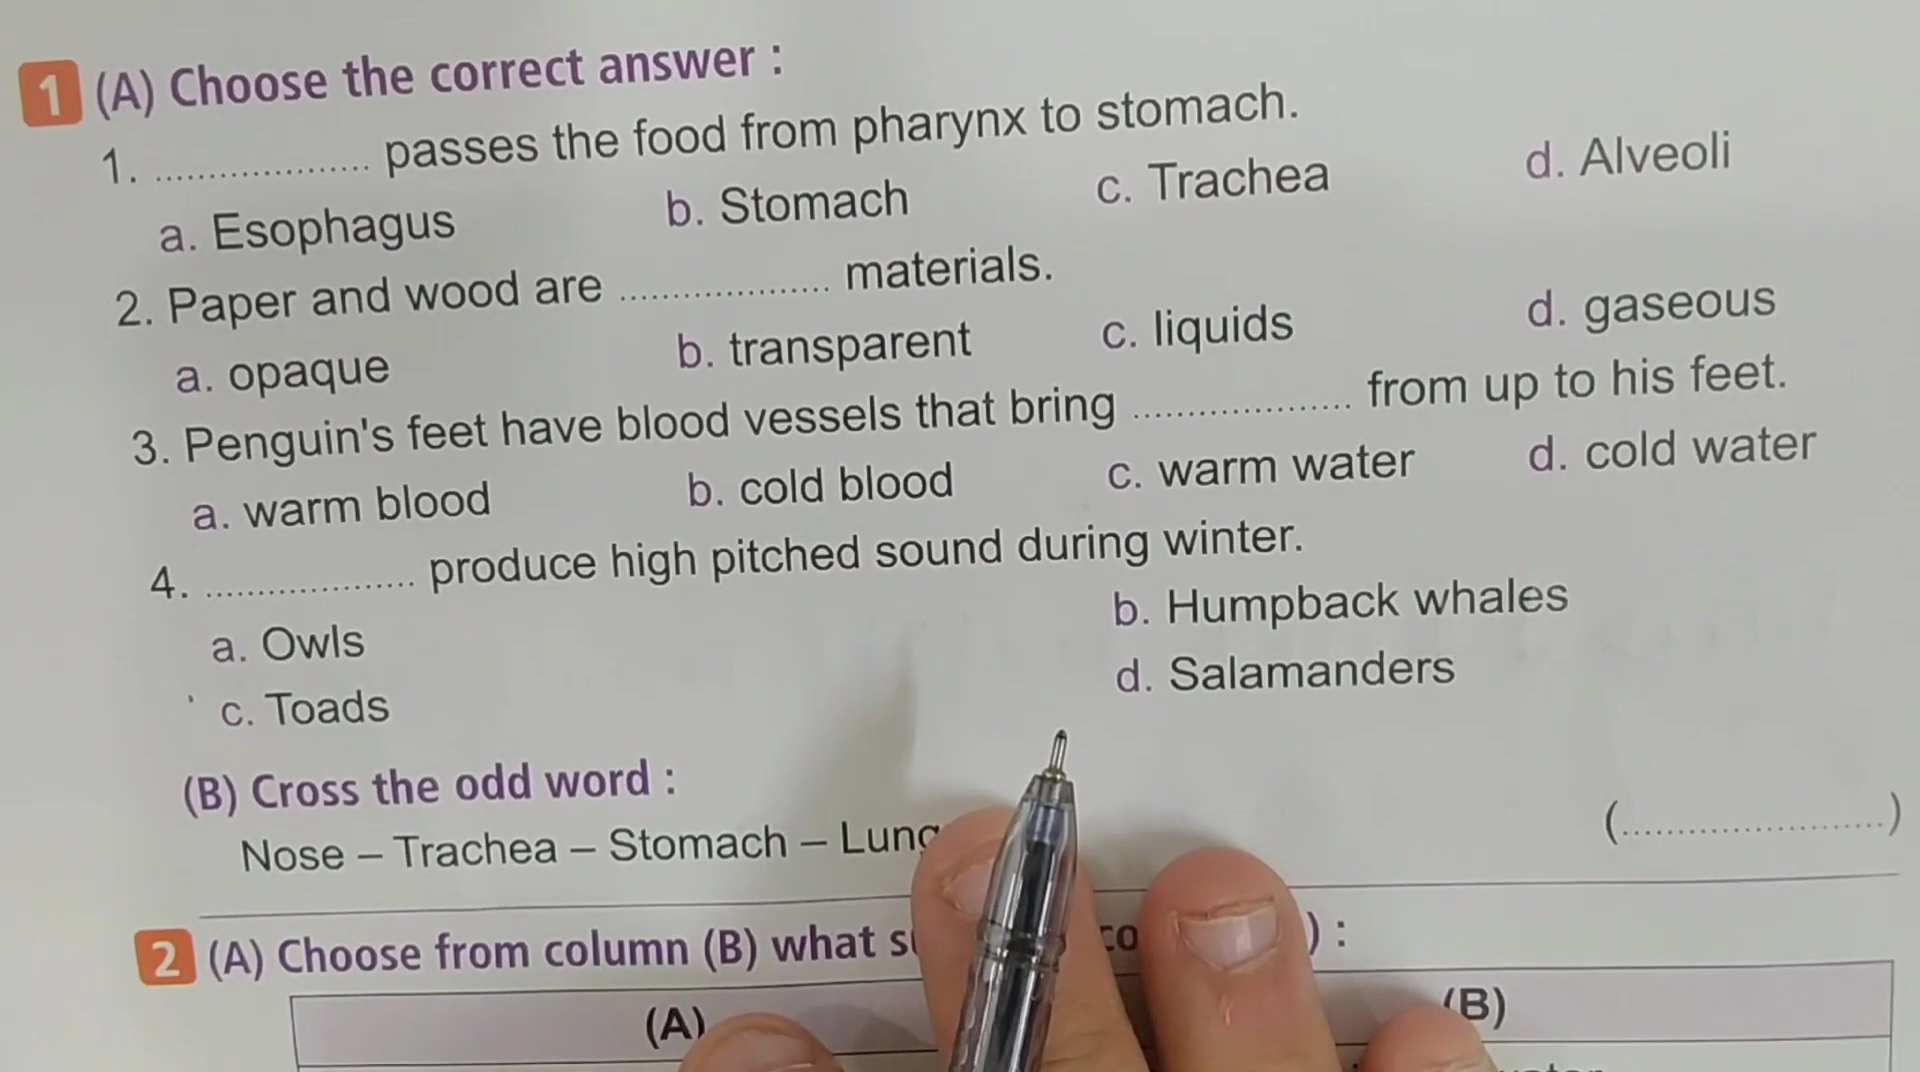 1 (A) Choose the correct answer :
1. .................... passes the food from pharynx to stomach.
a. Esophagus b. Stomach c. Trachea d. Alveoli
2. Paper and wood are .................... materials.
a. opaque b. transparent c. liquids d. gaseous
3. Penguin's feet have blood vessels that bring .................... from up to his feet.
a. warm blood b. cold blood c. warm water d. cold water
4. .................... produce high pitched sound during winter.
a. Owls b. Humpback whales
c. Toads d. Salamanders
(B) Cross the odd word :
Nose – Trachea – Stomach – Lung (........................)
2 (A) Choose from column (B) what ) :
(A) (B)